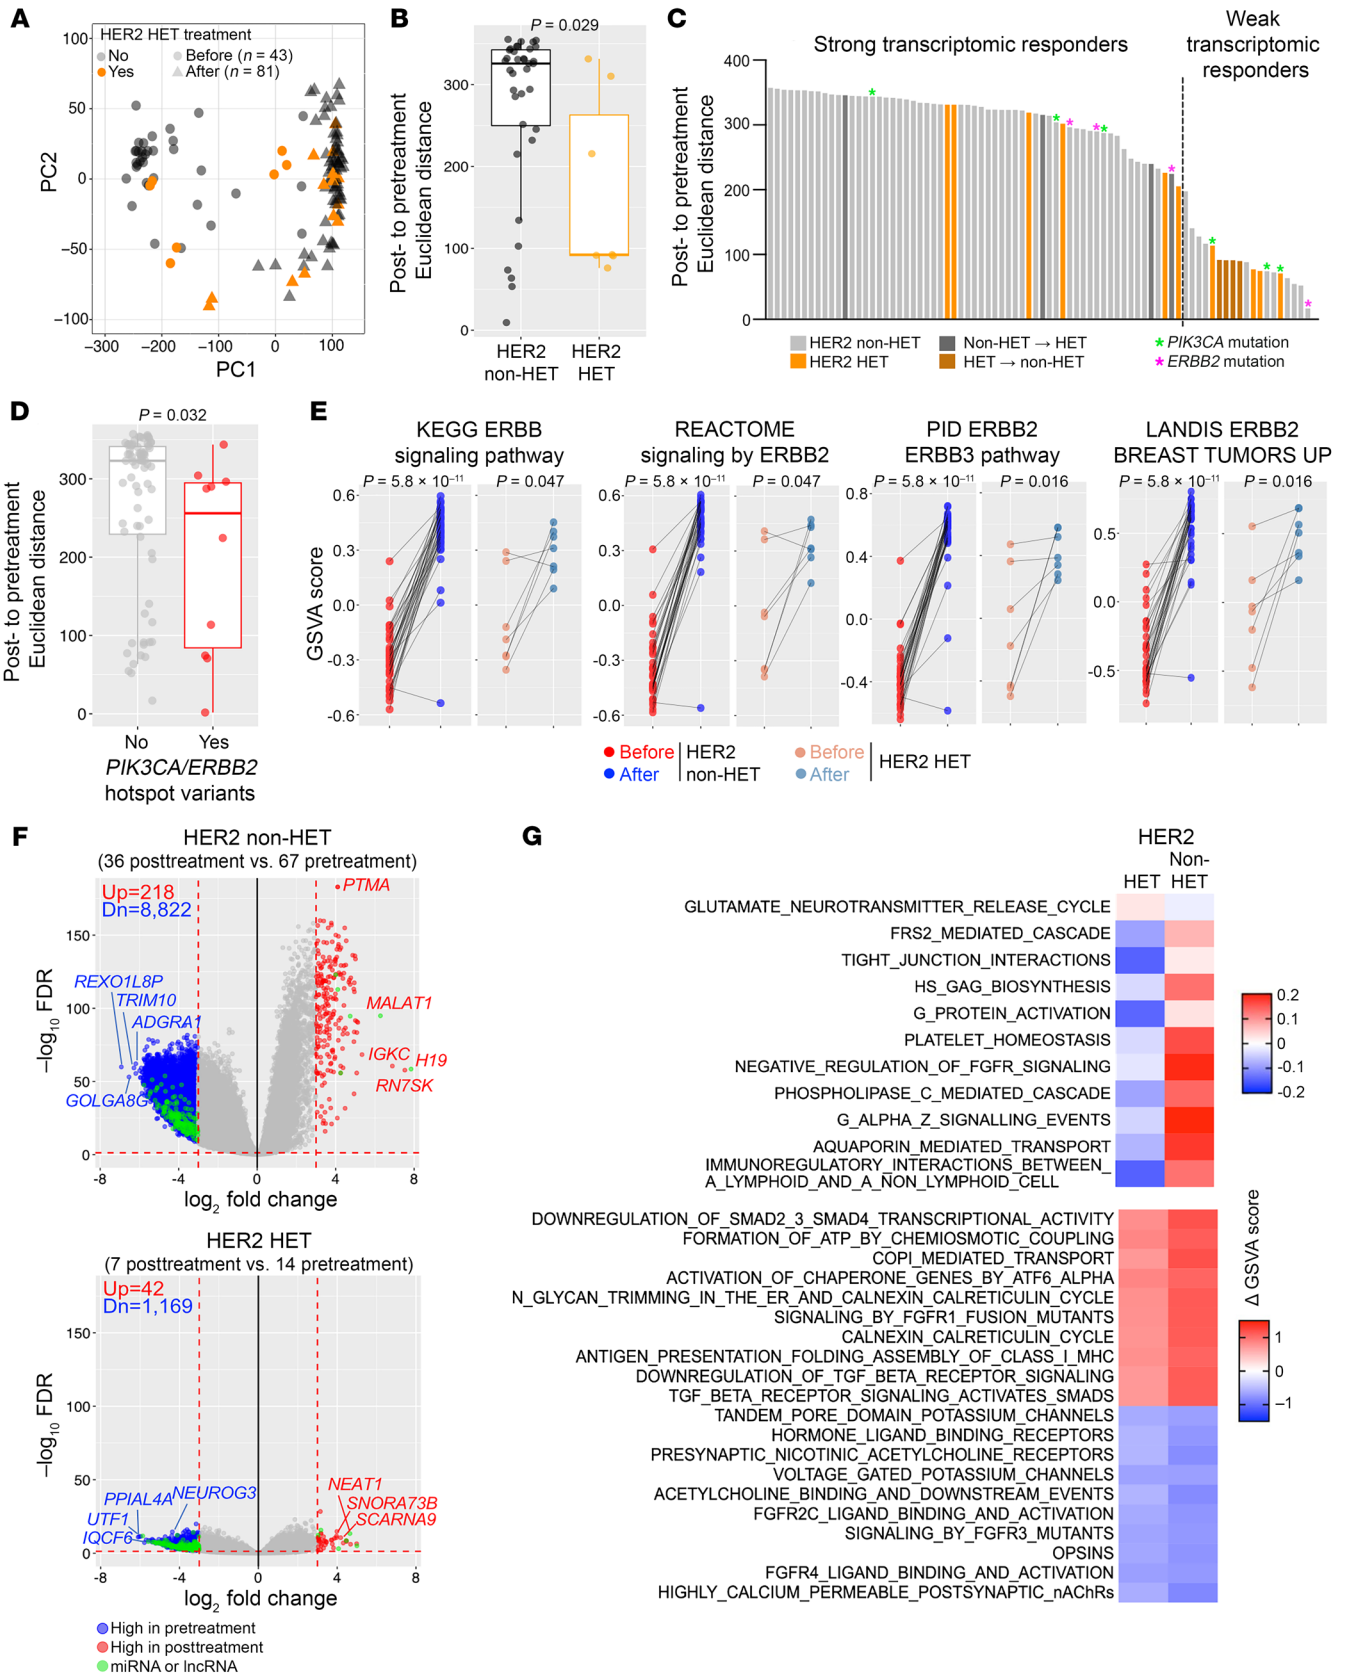 A
HER2 HET treatment
No
Before (n = 43)
Yes
After (n = 81)
100
50
0
−50
−100
PC2
−300
−200
−100
0
100
PC1
B
P = 0.029
Post- to pretreatment
Euclidean distance
300
200
100
0
HER2
non-HET
HER2
HET
C
Strong transcriptomic responders
Weak
transcriptomic
responders
Post- to pretreatment
Euclidean distance
400
300
200
100
0
HER2 non-HET
HER2 HET
Non-HET → HET
HET → non-HET
* PIK3CA mutation
* ERBB2 mutation
D
P = 0.032
Post- to pretreatment
Euclidean distance
300
200
100
0
No
Yes
PIK3CA/ERBB2
hotspot variants
E
KEGG ERBB
signaling pathway
P = 5.8 × 10⁻¹¹
P = 0.047
GSVA score
0.6
0.3
0.0
-0.3
-0.6
REACTOME
signaling by ERBB2
P = 5.8 × 10⁻¹¹
P = 0.047
0.6
0.3
0.0
-0.3
-0.6
PID ERBB2
ERBB3 pathway
P = 5.8 × 10⁻¹¹
P = 0.016
0.8
0.4
0.0
-0.4
LANDIS ERBB2
BREAST TUMORS UP
P = 5.8 × 10⁻¹¹
P = 0.016
0.5
0.0
-0.5
Before
After
HER2
non-HET
Before
After
HER2 HET
F
HER2 non-HET
(36 posttreatment vs. 67 pretreatment)
Up=218
Dn=8,822
PTMA
REXO1L8P
TRIM10
ADGRA1
GOLGA8G
MALAT1
IGKC
H19
RN7SK
−log₁₀ FDR
150
100
50
0
-8
-4
0
4
8
log₂ fold change
HER2 HET
(7 posttreatment vs. 14 pretreatment)
Up=42
Dn=1,169
PPIAL4A
NEUROG3
UTF1
IQCF6
NEAT1
SNORA73B
SCARNA9
−log₁₀ FDR
150
100
50
0
-8
-4
0
4
8
log₂ fold change
High in pretreatment
High in posttreatment
miRNA or lncRNA
G
HER2
HET
Non-
HET
GLUTAMATE_NEUROTRANSMITTER_RELEASE_CYCLE
FRS2_MEDIATED_CASCADE
TIGHT_JUNCTION_INTERACTIONS
HS_GAG_BIOSYNTHESIS
G_PROTEIN_ACTIVATION
PLATELET_HOMEOSTASIS
NEGATIVE_REGULATION_OF_FGFR_SIGNALING
PHOSPHOLIPASE_C_MEDIATED_CASCADE
G_ALPHA_Z_SIGNALLING_EVENTS
AQUAPORIN_MEDIATED_TRANSPORT
IMMUNOREGULATORY_INTERACTIONS_BETWEEN_
A_LYMPHOID_AND_A_NON_LYMPHOID_CELL
DOWNREGULATION_OF_SMAD2_3_SMAD4_TRANSCRIPTIONAL_ACTIVITY
FORMATION_OF_ATP_BY_CHEMIOSMOTIC_COUPLING
COPI_MEDIATED_TRANSPORT
ACTIVATION_OF_CHAPERONE_GENES_BY_ATF6_ALPHA
N_GLYCAN_TRIMMING_IN_THE_ER_AND_CALNEXIN_CALRETICULIN_CYCLE
SIGNALING_BY_FGFR1_FUSION_MUTANTS
CALNEXIN_CALRETICULIN_CYCLE
ANTIGEN_PRESENTATION_FOLDING_ASSEMBLY_OF_CLASS_I_MHC
DOWNREGULATION_OF_TGF_BETA_RECEPTOR_SIGNALING
TGF_BETA_RECEPTOR_SIGNALING_ACTIVATES_SMADS
TANDEM_PORE_DOMAIN_POTASSIUM_CHANNELS
HORMONE_LIGAND_BINDING_RECEPTORS
PRESYNAPTIC_NICOTINIC_ACETYLCHOLINE_RECEPTORS
VOLTAGE_GATED_POTASSIUM_CHANNELS
ACETYLCHOLINE_BINDING_AND_DOWNSTREAM_EVENTS
FGFR2C_LIGAND_BINDING_AND_ACTIVATION
SIGNALING_BY_FGFR3_MUTANTS
OPSINS
FGFR4_LIGAND_BINDING_AND_ACTIVATION
HIGHLY_CALCIUM_PERMEABLE_POSTSYNAPTIC_nAChRs
0.2
0.1
0
-0.1
-0.2
Δ GSVA score
1
0
−1